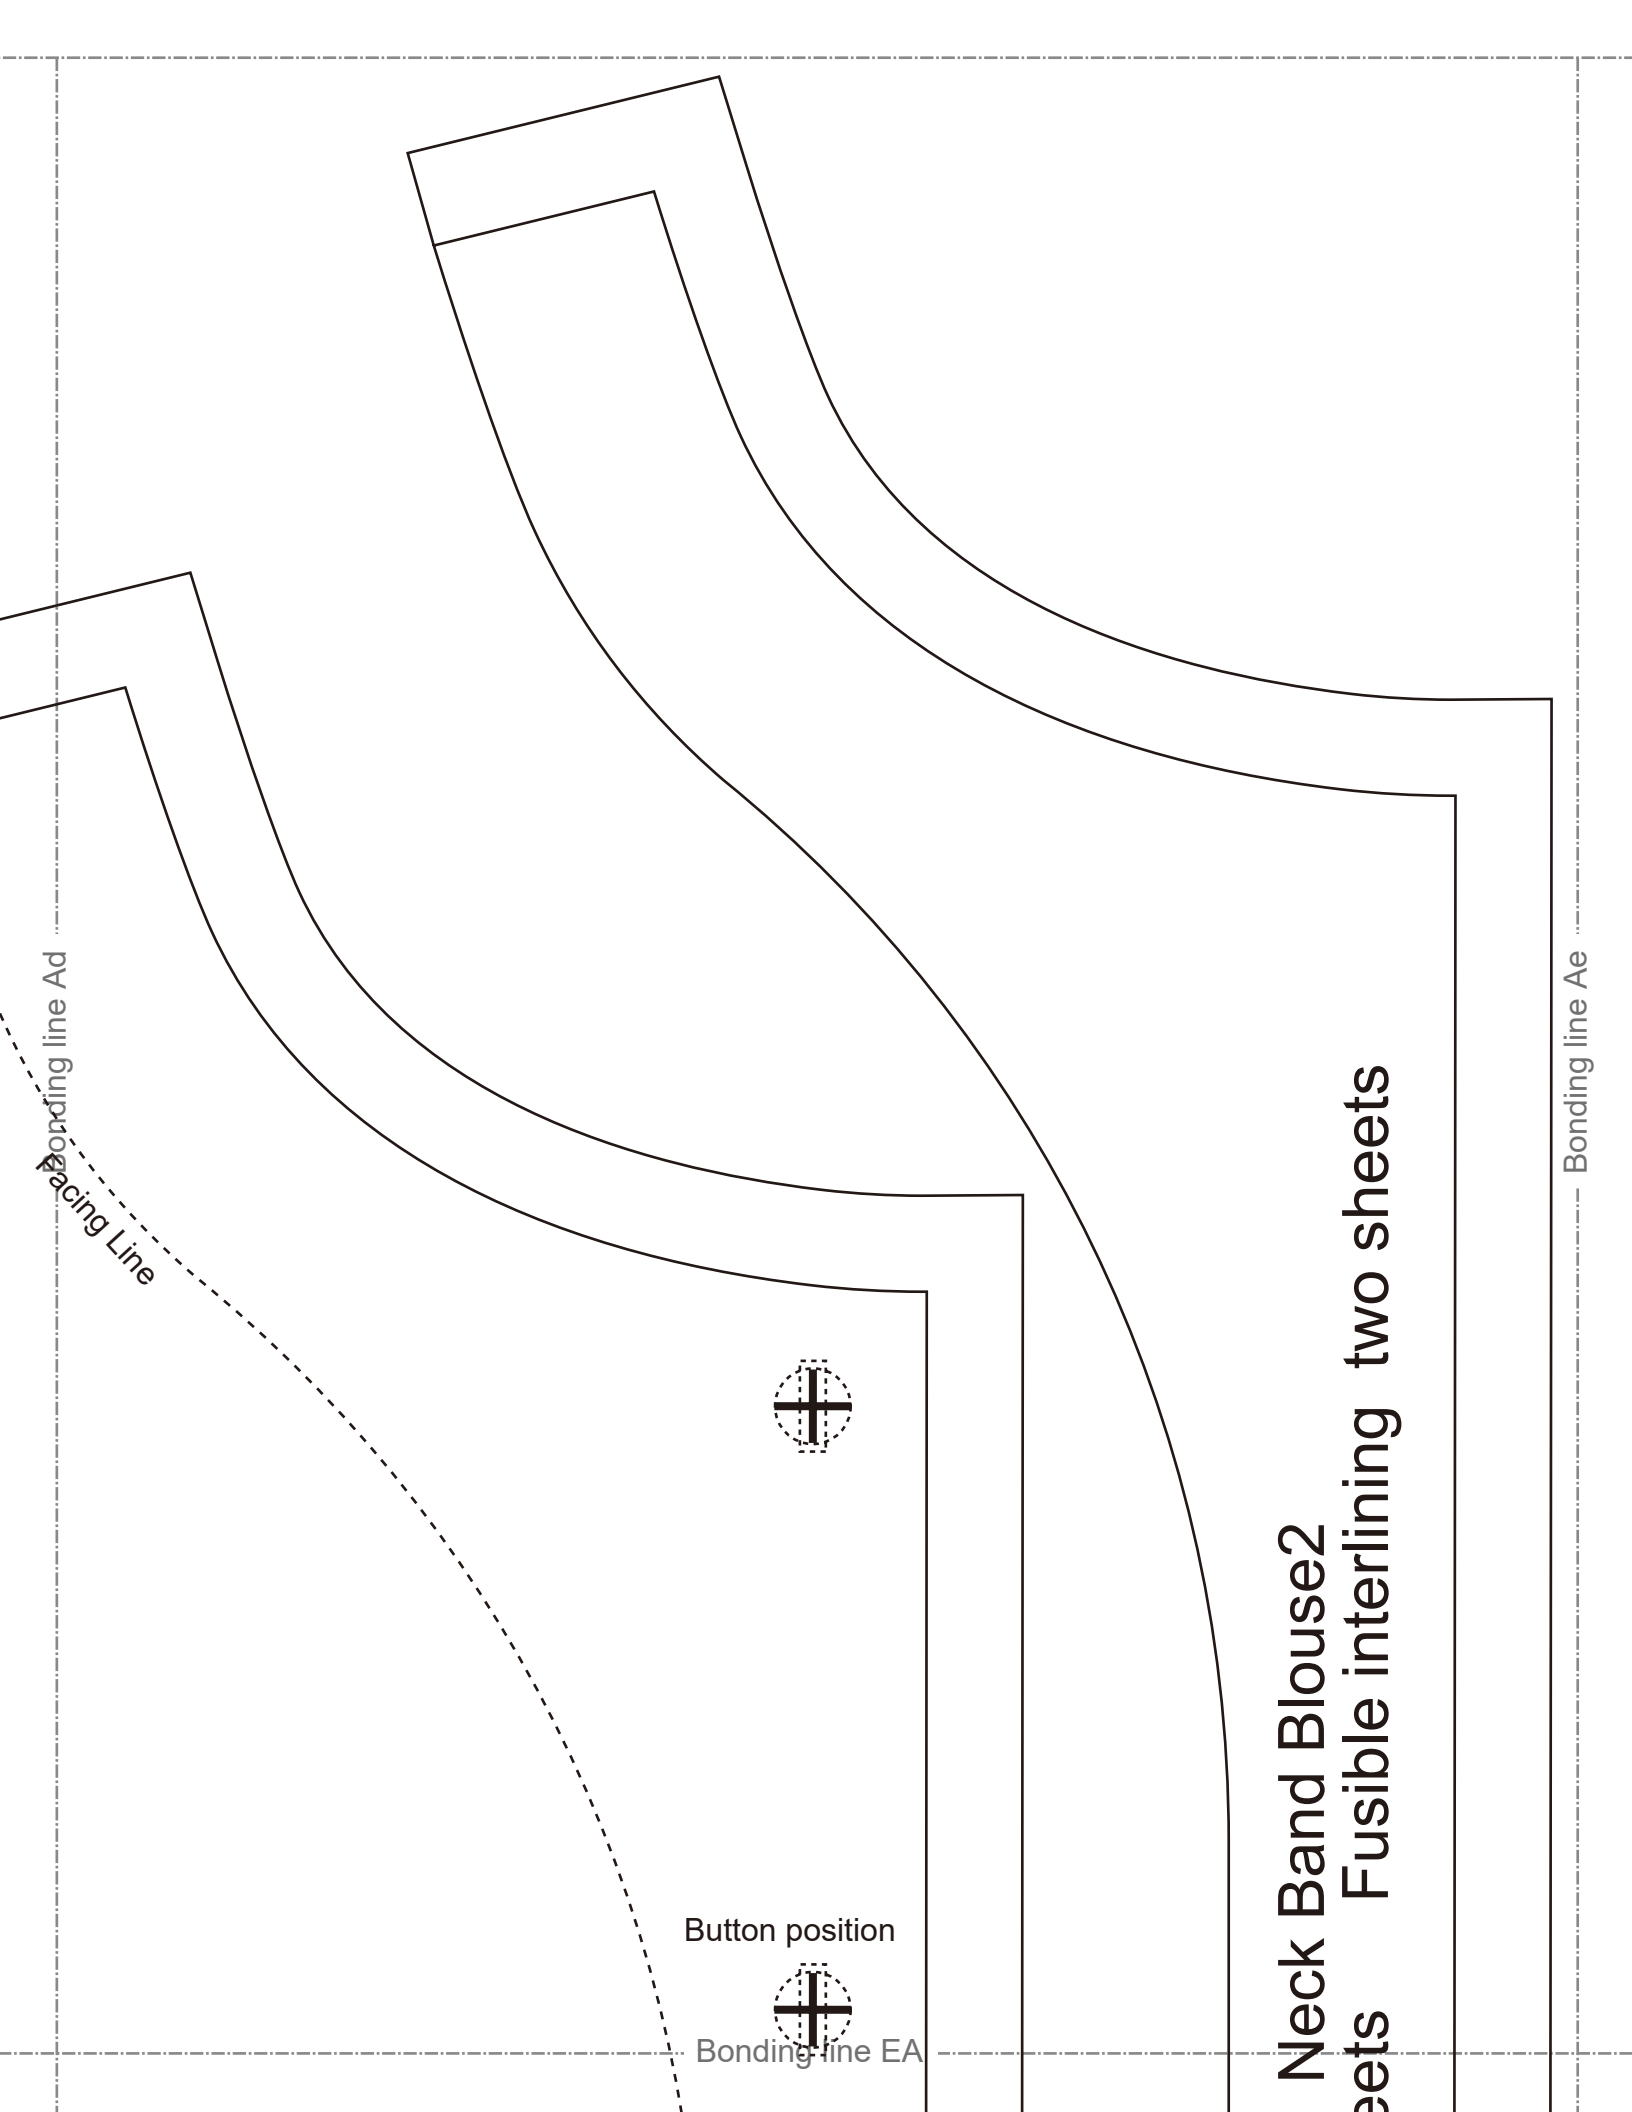 Bonding line Ad
Facing Line
Bonding line Ae
Neck Band Blouse2
eets Fusible interlining two sheets
Button position
Bonding line EA